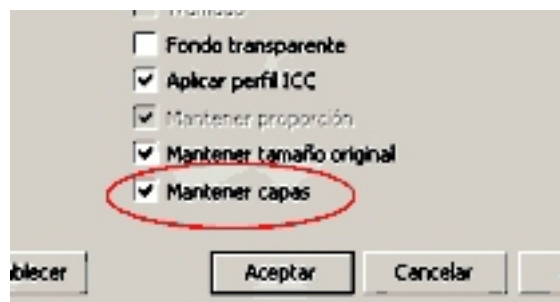 Fondo transparente
Aplicar perfil ICC
Mantener proporción
Mantener tamaño original
Mantener capas
Aceptar Cancelar